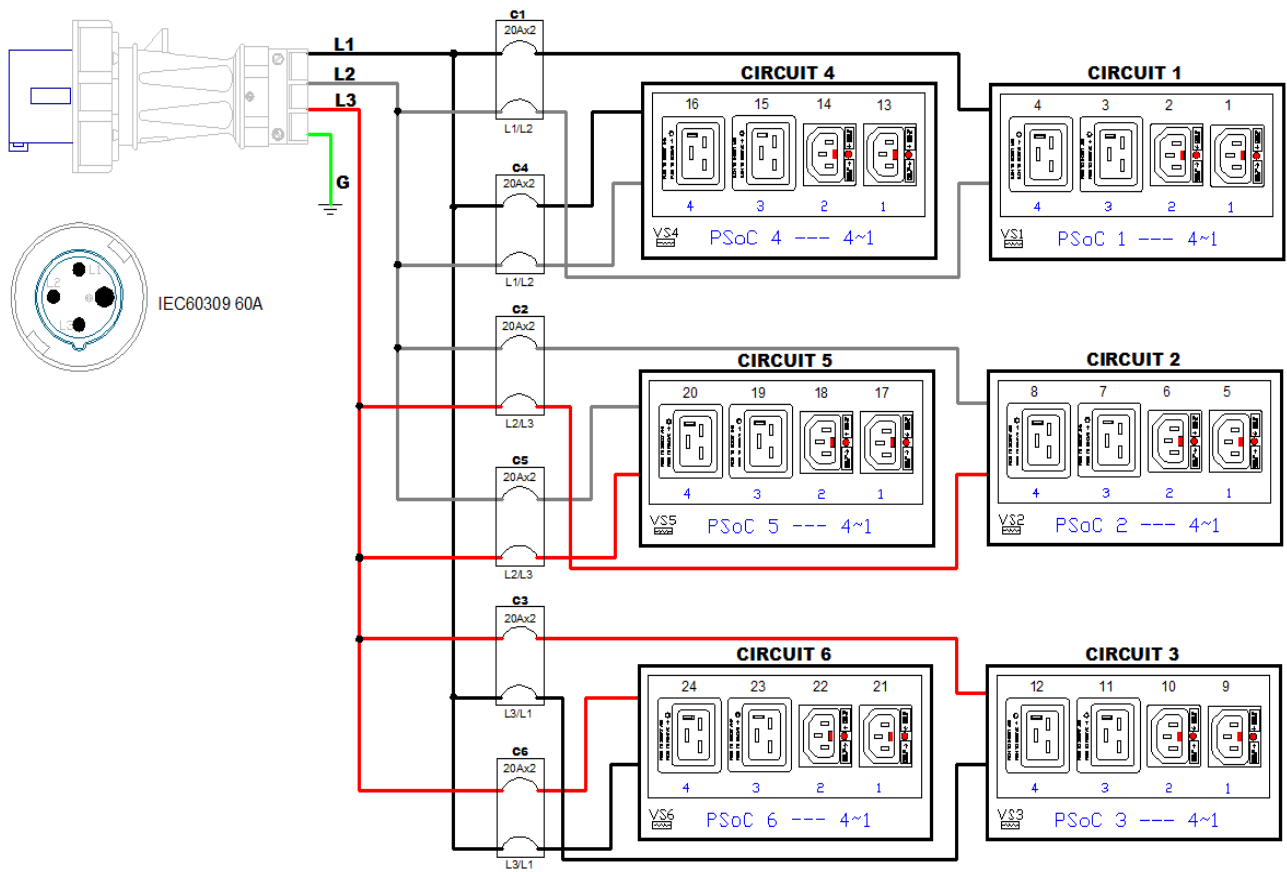 L1
L2
L3
G
L1
L2
L3
IEC60309 60A
C1
20Ax2
L1/L2
C4
20Ax2
L1/L2
C2
20Ax2
L2/L3
C5
20Ax2
L2/L3
C3
20Ax2
L3/L1
C6
20Ax2
L3/L1
CIRCUIT 4
16 15 14 13
4 3 2 1
VS4 PSoC 4 --- 4~1
CIRCUIT 1
4 3 2 1
4 3 2 1
VS1 PSoC 1 --- 4~1
CIRCUIT 5
20 19 18 17
4 3 2 1
VS5 PSoC 5 --- 4~1
CIRCUIT 2
8 7 6 5
4 3 2 1
VS2 PSoC 2 --- 4~1
CIRCUIT 6
24 23 22 21
4 3 2 1
VS6 PSoC 6 --- 4~1
CIRCUIT 3
12 11 10 9
4 3 2 1
VS3 PSoC 3 --- 4~1